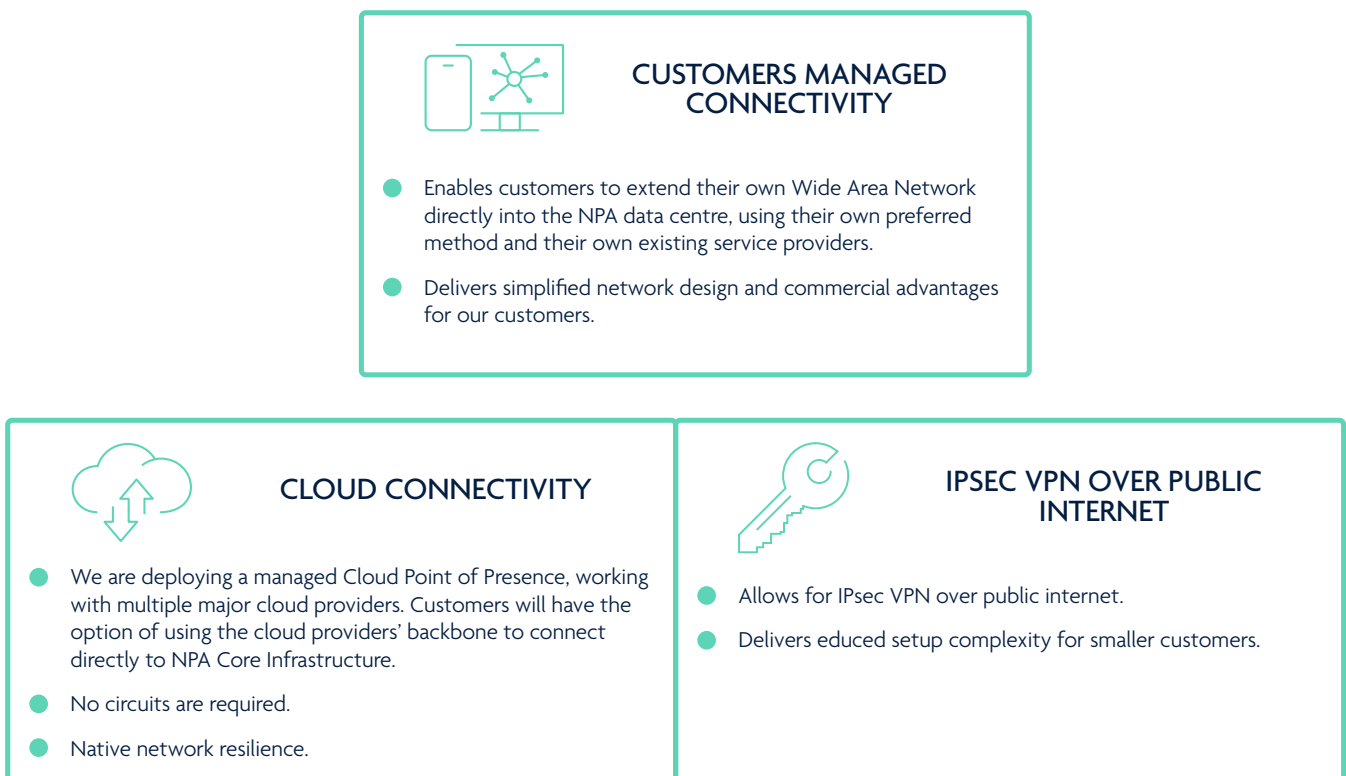 CUSTOMERS MANAGED
CONNECTIVITY
Enables customers to extend their own Wide Area Network
directly into the NPA data centre, using their own preferred
method and their own existing service providers.
Delivers simplified network design and commercial advantages
for our customers.
CLOUD CONNECTIVITY
We are deploying a managed Cloud Point of Presence, working
with multiple major cloud providers. Customers will have the
option of using the cloud providers’ backbone to connect
directly to NPA Core Infrastructure.
No circuits are required.
Native network resilience.
IPSEC VPN OVER PUBLIC
INTERNET
Allows for IPsec VPN over public internet.
Delivers educed setup complexity for smaller customers.